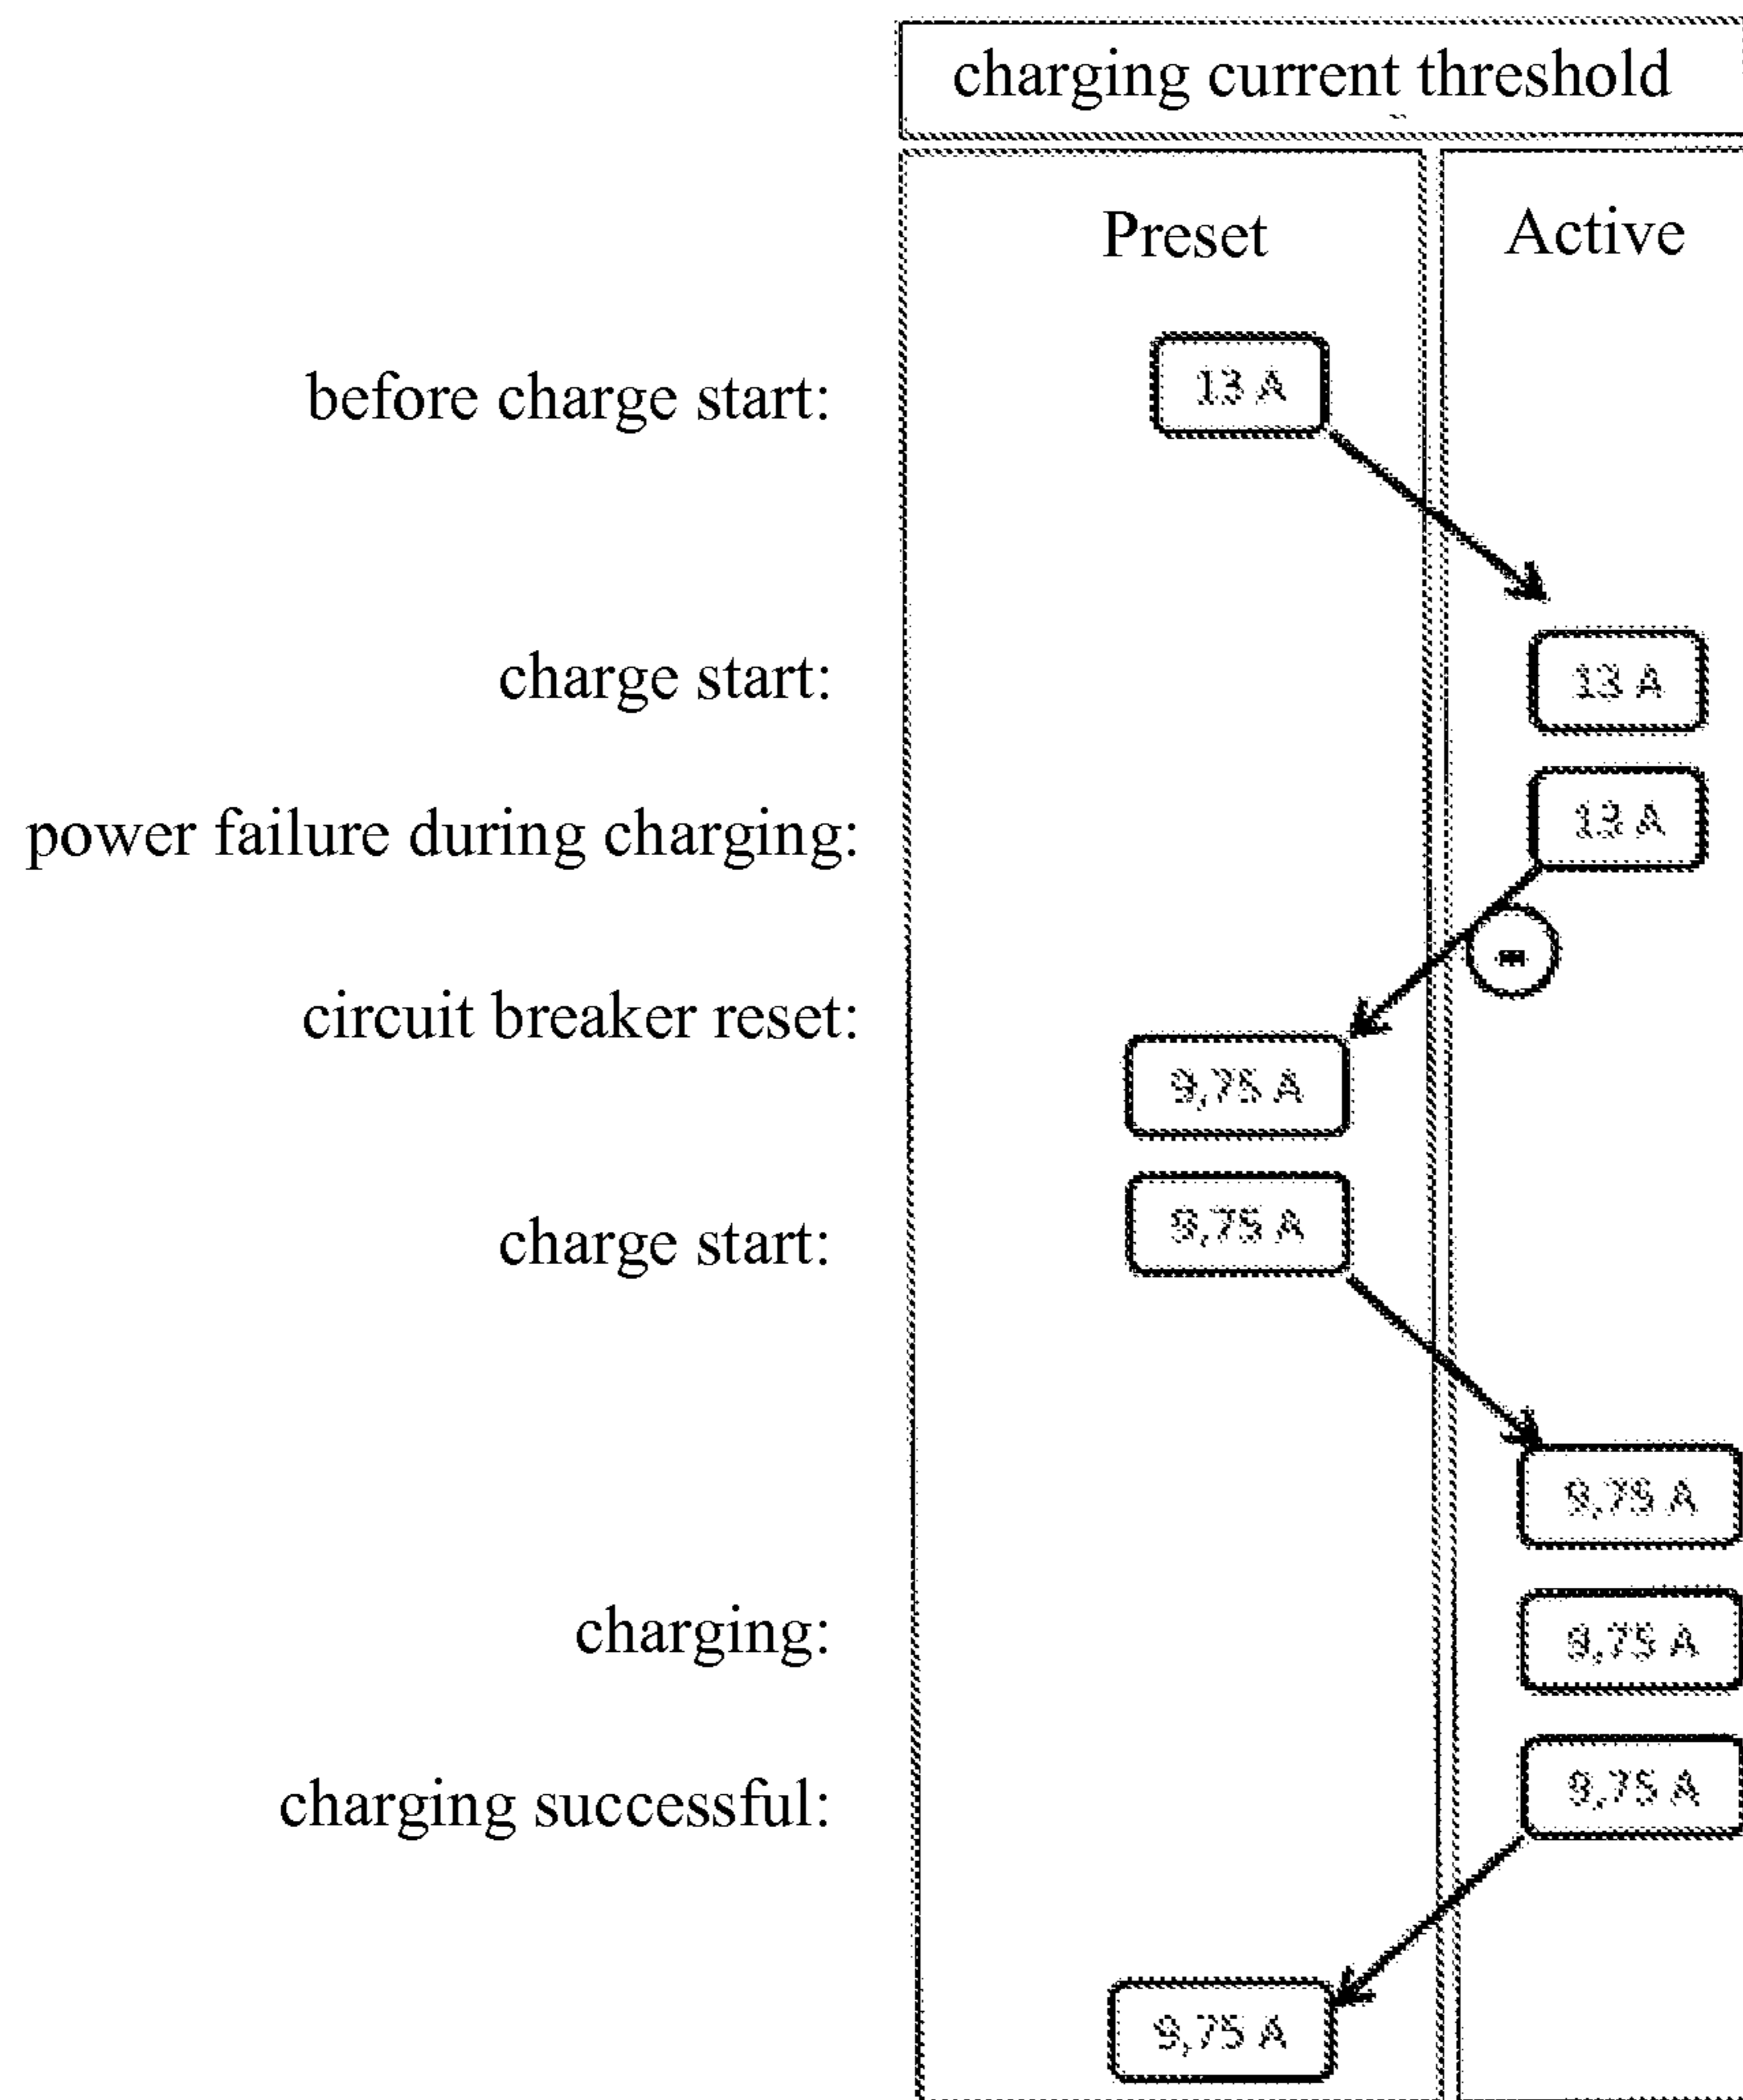 charging current threshold
Preset Active
before charge start: 13 A
charge start: 13 A
power failure during charging: 13 A
-
circuit breaker reset: 9,75 A
charge start: 9,75 A
9,75 A
charging: 9,75 A
charging successful: 9,75 A
9,75 A